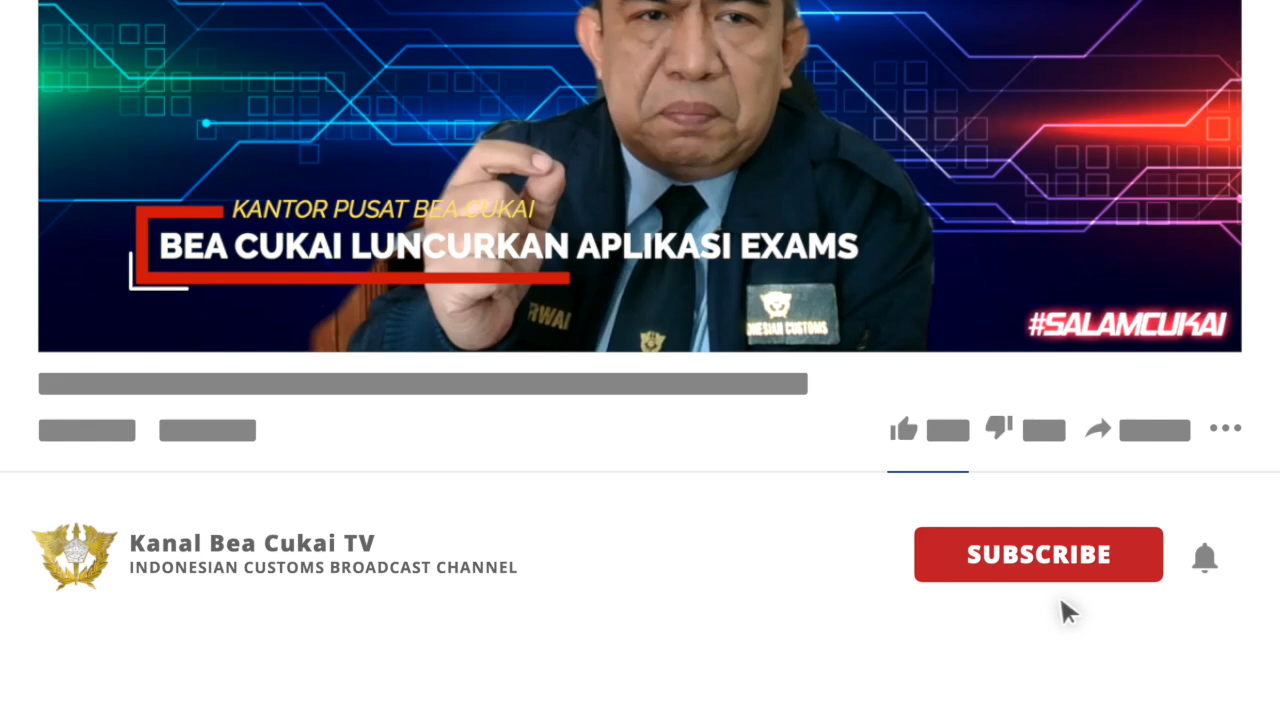 KANTOR PUSAT BEA CUKAI
BEA CUKAI LUNCURKAN APLIKASI EXAMS
CUSTOMS
#SALAMCUKAI
Kanal Bea Cukai TV
SUBSCRIBE
INDONESIAN CUSTOMS BROADCAST CHANNEL